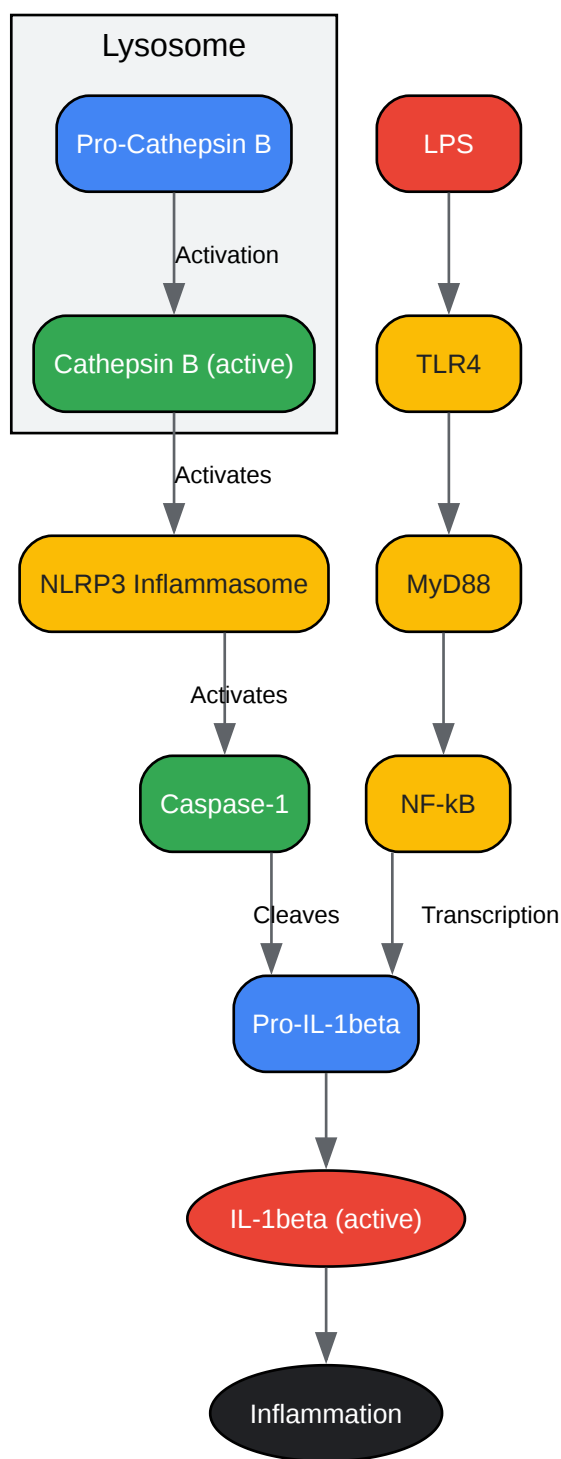 Lysosome
Pro-Cathepsin B
LPS
Activation
Cathepsin B (active)
TLR4
Activates
NLRP3 Inflammasome
MyD88
Activates
Caspase-1
NF-kB
Cleaves
Transcription
Pro-IL-1beta
IL-1beta (active)
Inflammation